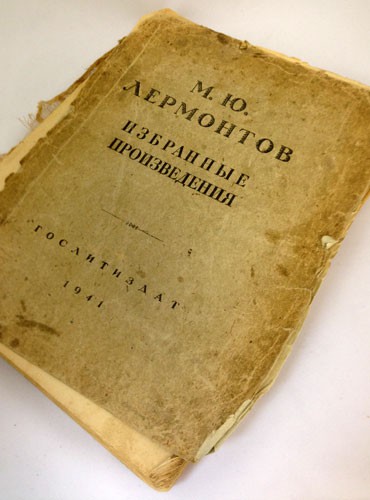 М. Ю.
ЛЕРМОНТОВ
ИЗБРАННЫЕ
ПРОИЗВЕДЕНИЯ
ГОСЛИТИЗДАТ
1941